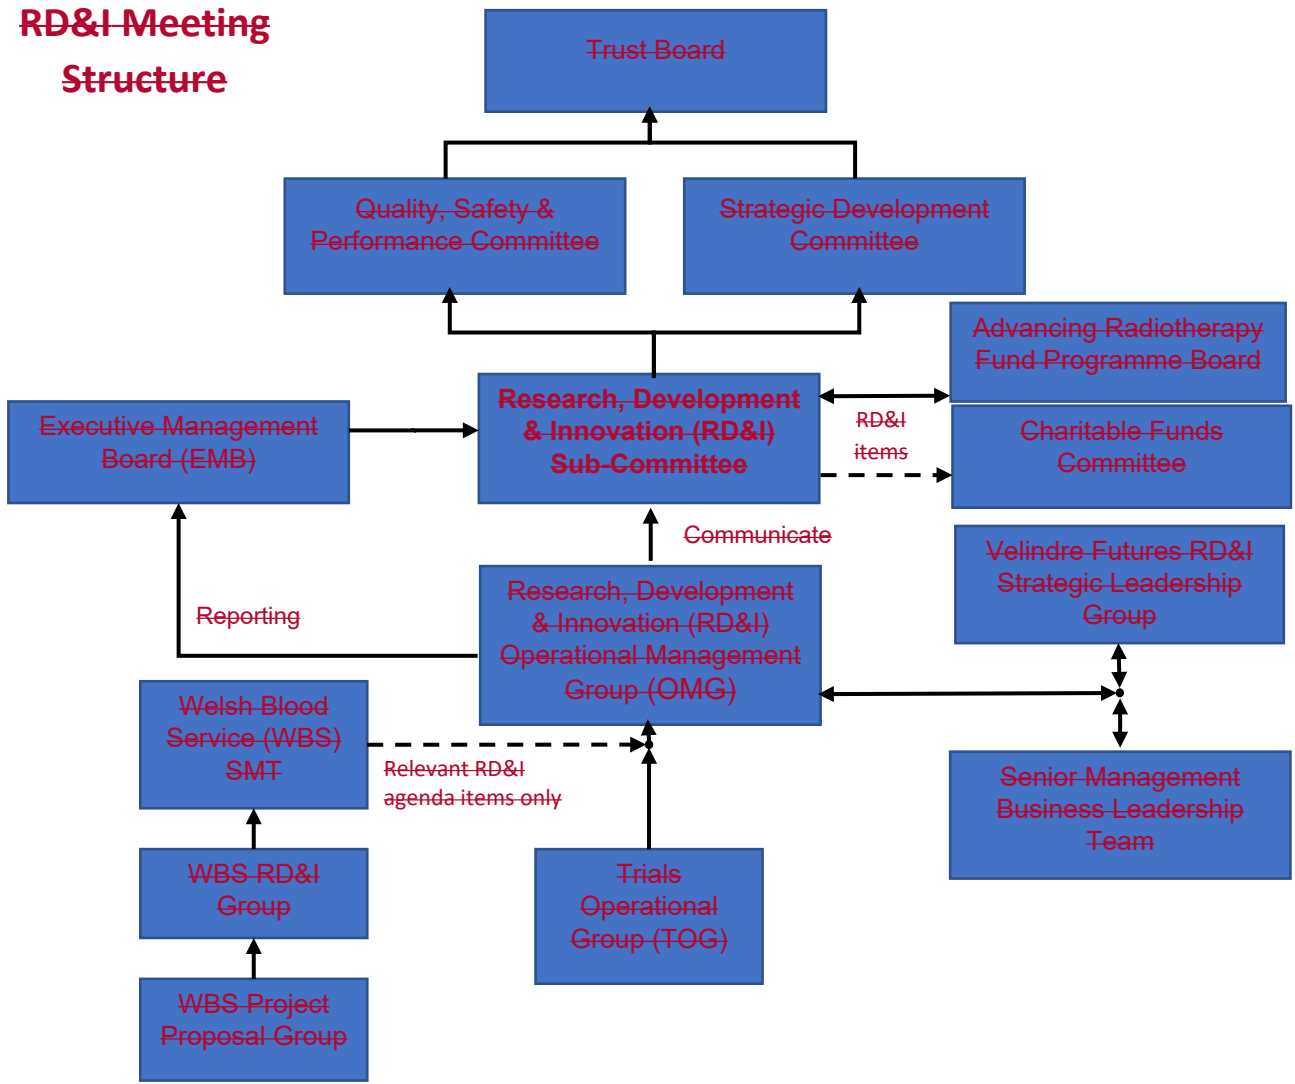 RD&I Meeting
Structure
Trust Board
Quality, Safety &
Performance Committee
Strategic Development
Committee
Advancing Radiotherapy
Fund Programme Board
Executive Management
Board (EMB)
Research, Development
& Innovation (RD&I)
Sub-Committee
RD&I
items
Charitable Funds
Committee
Communicate
Velindre Futures RD&I
Strategic Leadership
Group
Reporting
Research, Development
& Innovation (RD&I)
Operational Management
Group (OMG)
Welsh Blood
Service (WBS)
SMT
Relevant RD&I
agenda items only
Senior Management
Business Leadership
Team
WBS RD&I
Group
Trials
Operational
Group (TOG)
WBS Project
Proposal Group